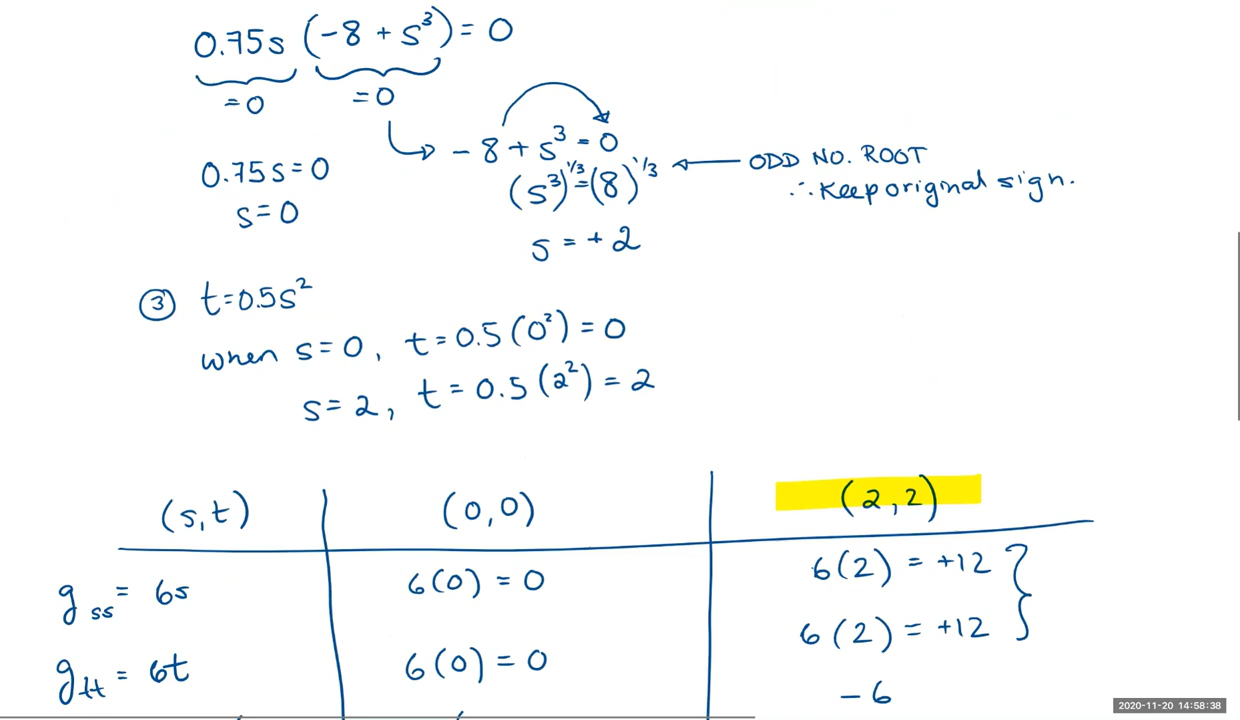 0.75s (-8 + s³) = 0
=0 =0
-8 + s³ = 0
(s³)^1/3 = (8)^1/3 ← ODD NO. ROOT
∴ Keep original sign.
0.75s = 0
s = 0
s = +2
③ t = 0.5s²
when s = 0, t = 0.5(0²) = 0
s = 2, t = 0.5(2²) = 2
(s,t) (0,0) (2,2)
g_ss = 6s 6(0) = 0 6(2) = +12
g_tt = 6t 6(0) = 0 6(2) = +12
-6
2020-11-20 14:58:38